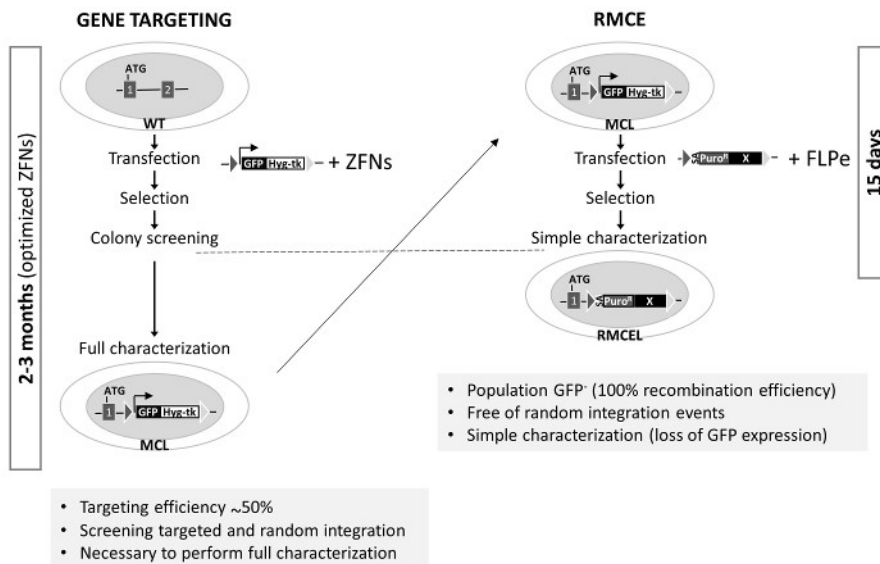 GENE TARGETING
2-3 months (optimized ZFNs)
ATG
1 2
WT
Transfection
GFP Hyg-tk + ZFNs
Selection
Colony screening
Full characterization
ATG
1 GFP Hyg-tk
MCL
• Targeting efficiency ~50%
• Screening targeted and random integration
• Necessary to perform full characterization
RMCE
15 days
ATG
1 GFP Hyg-tk
MCL
Transfection
Puroᴿ X + FLPe
Selection
Simple characterization
ATG
1 Puroᴿ X
RMCEL
• Population GFP⁻ (100% recombination efficiency)
• Free of random integration events
• Simple characterization (loss of GFP expression)